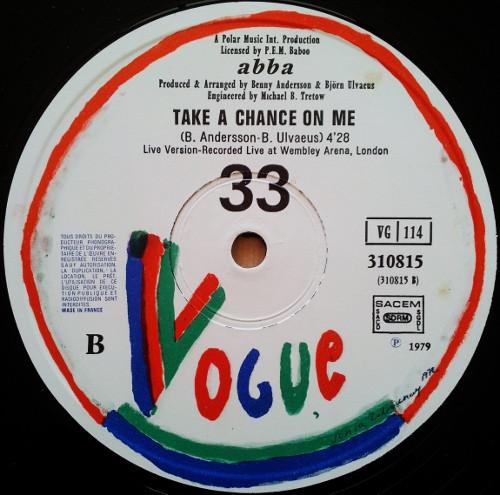 A Polar Music Int. Production
Licensed by P.E.M. Baboo
abba
Produced & Arranged by Benny Andersson & Björn Ulvaeus
Engineered by Michael B. Tretow
TAKE A CHANCE ON ME
(B. Andersson-B. Ulvaeus) 4'28
Live Version-Recorded Live at Wembley Arena, London
33
TOUS DROITS DU PRO-
DUCTEUR PHONOGRA-
PHIQUE ET DU PROPRIE-
TAIRE DE L'ŒUVRE EN-
REGISTREE RESERVES
SAUF AUTORISATION,
LA DUPLICATION, LA
LOCATION, LE PRÊT,
L'UTILISATION DE CE
DISQUE POUR EXECU-
TION PUBLIQUE ET
RADIODIFFUSION SONT
INTERDITES.
MADE IN FRANCE
VG 114
310815
(310815 B)
SACEM
SACD SDRM SGDL
P 1979
B
VOGUE